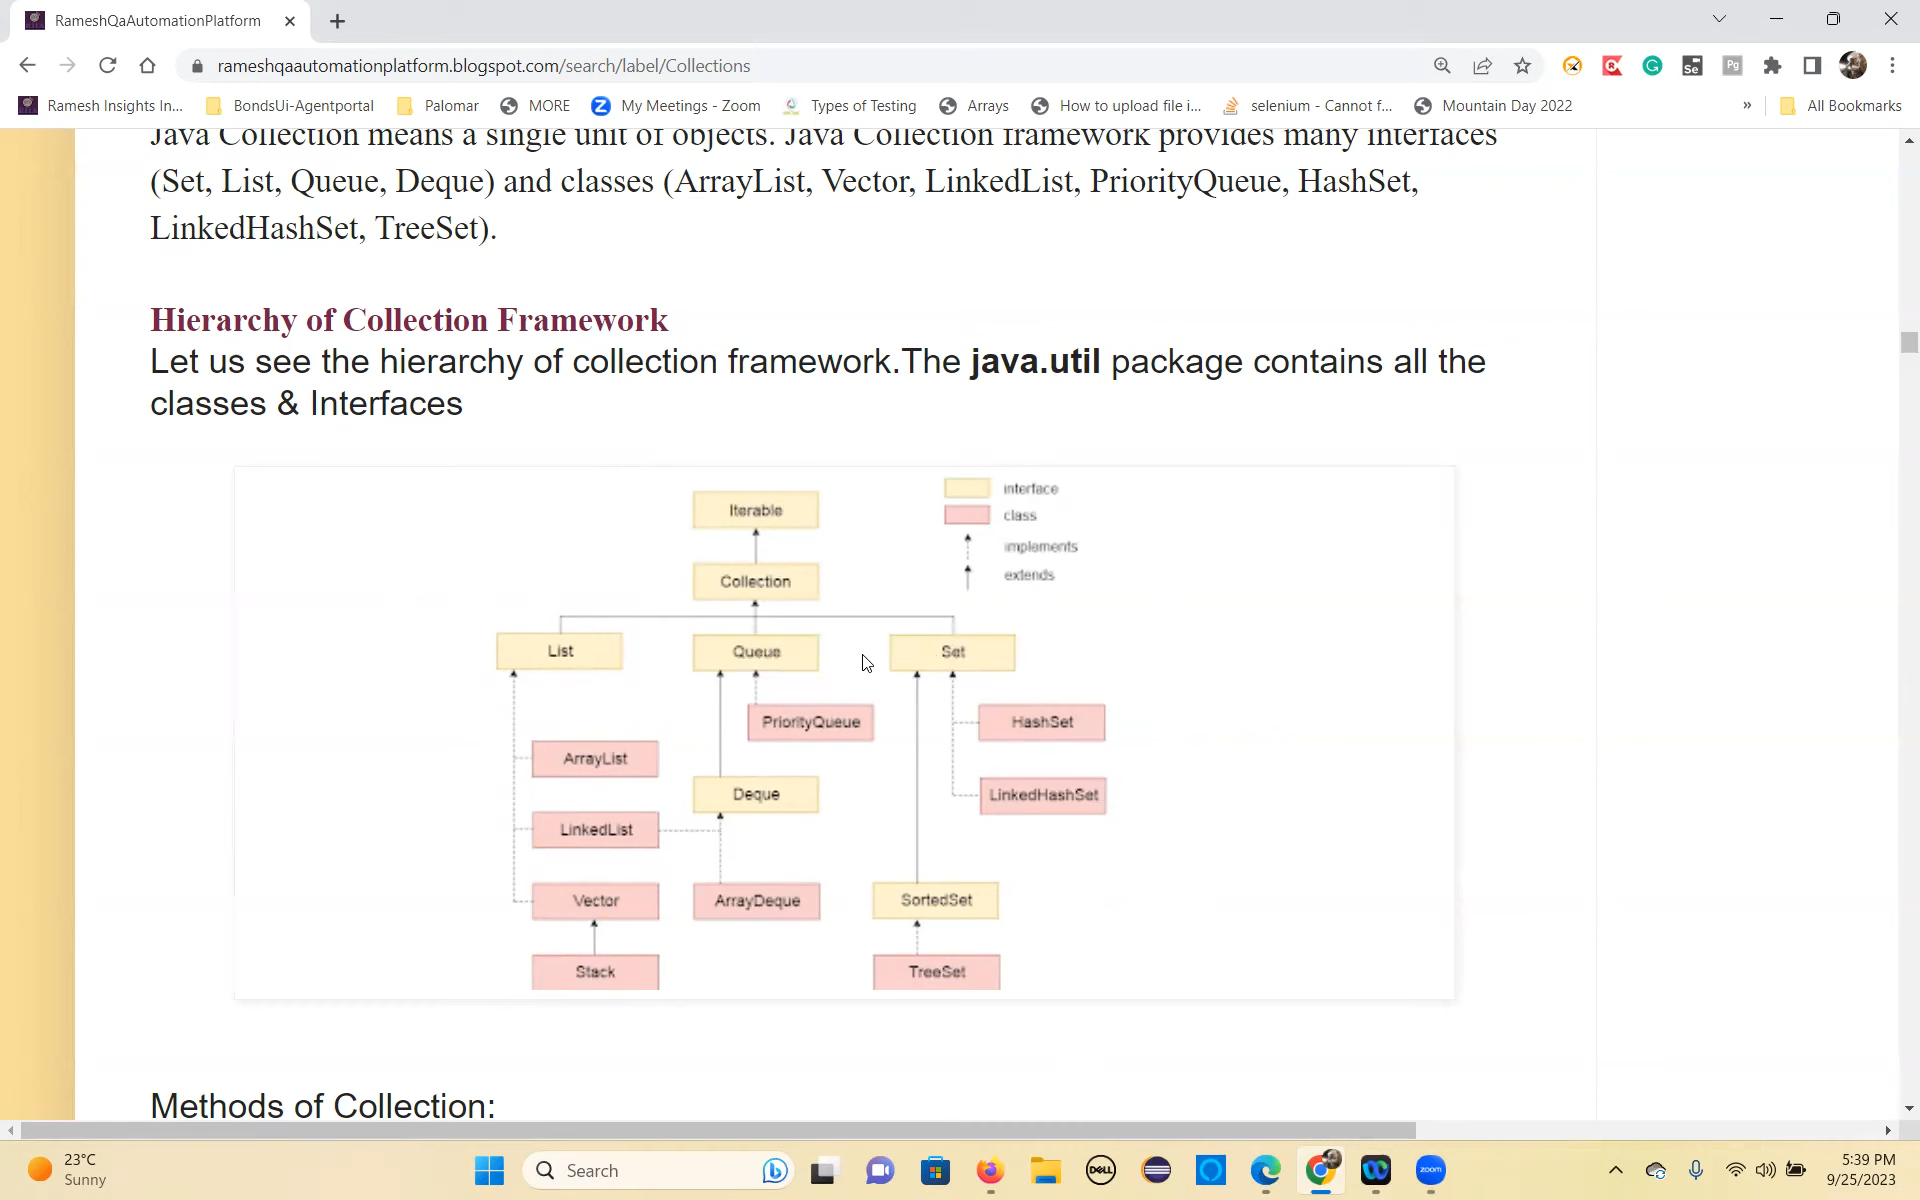 RameshQaAutomationPlatform
rameshqaautomationplatform.blogspot.com/search/label/Collections
Ramesh Insights In... BondsUi-Agentportal Palomar MORE My Meetings - Zoom Types of Testing Arrays How to upload file i... selenium - Cannot f... Mountain Day 2022 » All Bookmarks
Java Collection means a single unit of objects. Java Collection framework provides many interfaces
(Set, List, Queue, Deque) and classes (ArrayList, Vector, LinkedList, PriorityQueue, HashSet,
LinkedHashSet, TreeSet).
Hierarchy of Collection Framework
Let us see the hierarchy of collection framework.The java.util package contains all the
classes & Interfaces
Iterable
interface
class
implements
extends
Collection
List
Queue
Set
PriorityQueue
HashSet
ArrayList
Deque
LinkedHashSet
LinkedList
Vector
ArrayDeque
SortedSet
Stack
TreeSet
Methods of Collection:
23°C
Sunny
Search
DELL
zoom
5:39 PM
9/25/2023
Se
Pg